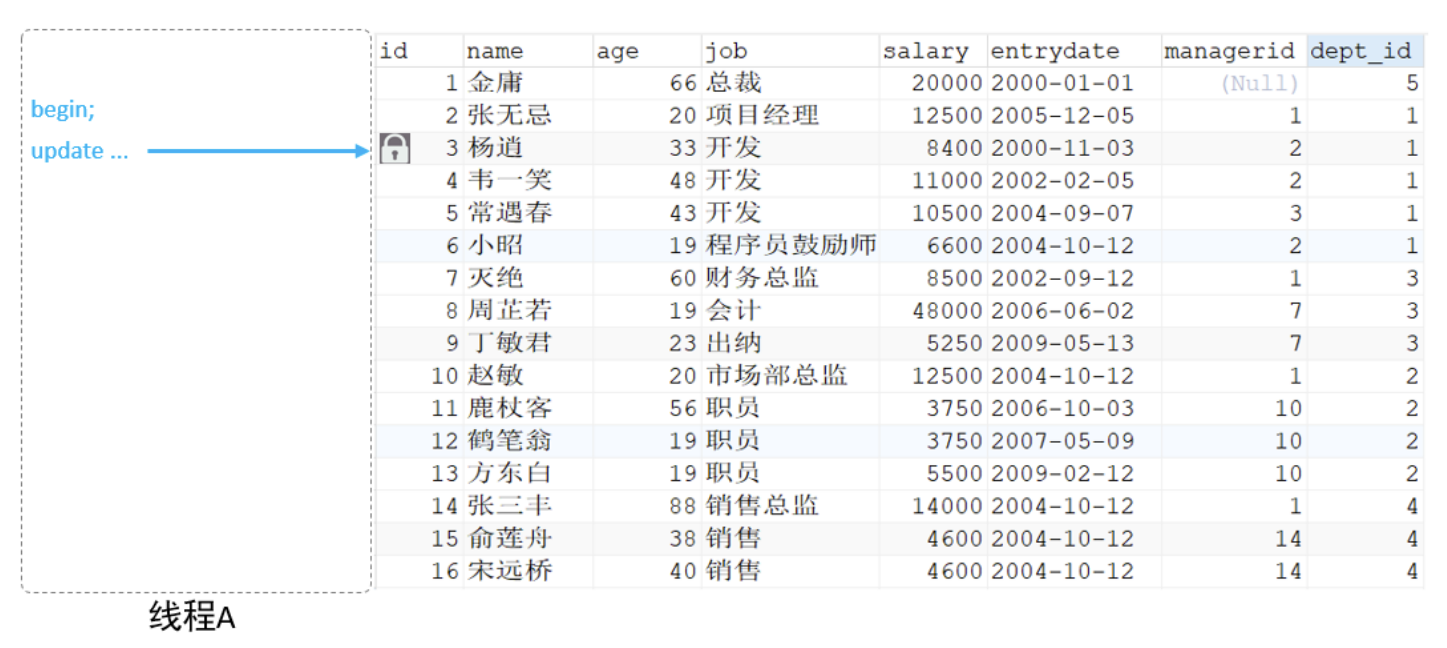 id name age job salary entrydate managerid dept_id
1 金庸 66 总裁 20000 2000-01-01 (Null) 5
begin;
2 张无忌 20 项目经理 12500 2005-12-05 1 1
update ...
3 杨逍 33 开发 8400 2000-11-03 2 1
4 韦一笑 48 开发 11000 2002-02-05 2 1
5 常遇春 43 开发 10500 2004-09-07 3 1
6 小昭 19 程序员鼓励师 6600 2004-10-12 2 1
7 灭绝 60 财务总监 8500 2002-09-12 1 3
8 周芷若 19 会计 48000 2006-06-02 7 3
9 丁敏君 23 出纳 5250 2009-05-13 7 3
10 赵敏 20 市场部总监 12500 2004-10-12 1 2
11 鹿杖客 56 职员 3750 2006-10-03 10 2
12 鹤笔翁 19 职员 3750 2007-05-09 10 2
13 方东白 19 职员 5500 2009-02-12 10 2
14 张三丰 88 销售总监 14000 2004-10-12 1 4
15 俞莲舟 38 销售 4600 2004-10-12 14 4
16 宋远桥 40 销售 4600 2004-10-12 14 4
线程A